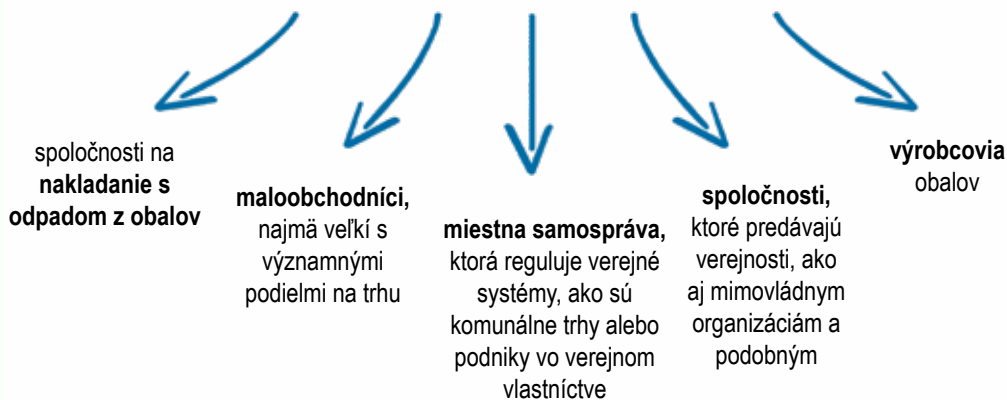 spoločnosti na
nakladanie s
odpadom z obalov
maloobchodníci,
najmä veľkí s
významnými
podielmi na trhu
miestna samospráva,
ktorá reguluje verejné
systémy, ako sú
komunálne trhy alebo
podniky vo verejnom
vlastníctve
spoločnosti,
ktoré predávajú
verejnosti, ako
aj mimovládnym
organizáciám a
podobným
výrobcovia
obalov